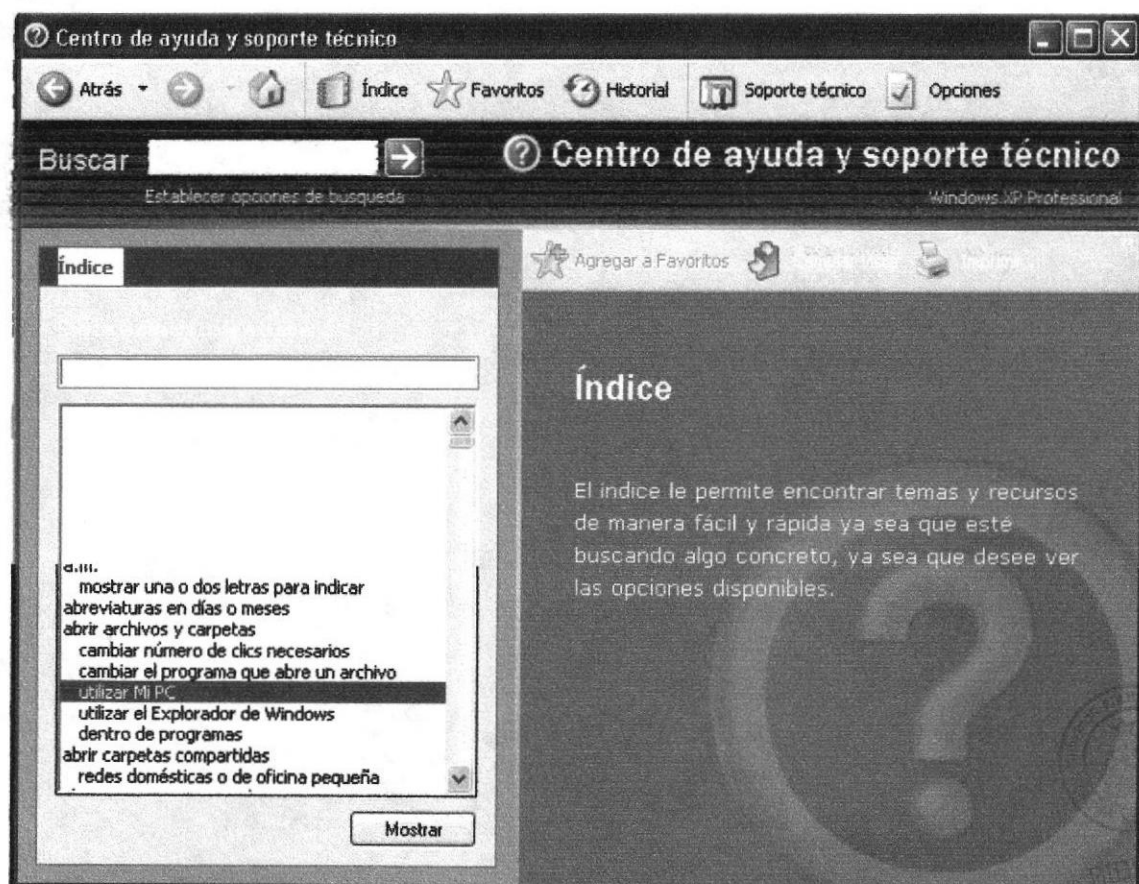 Centro de ayuda y soporte técnico
Atrás Índice Favoritos Historial Soporte técnico Opciones
Buscar
Establecer opciones de busqueda
Centro de ayuda y soporte técnico
Windows XP Professional
Índice
a.m.
mostrar una o dos letras para indicar
abreviaturas en días o meses
abrir archivos y carpetas
cambiar número de clics necesarios
cambiar el programa que abre un archivo
utilizar Mi PC
utilizar el Explorador de Windows
dentro de programas
abrir carpetas compartidas
redes domésticas o de oficina pequeña
Mostrar
Agregar a Favoritos
Índice
El indice le permite encontrar temas y recursos
de manera fácil y rápida ya sea que esté
buscando algo concreto, ya sea que desee ver
las opciones disponibles.